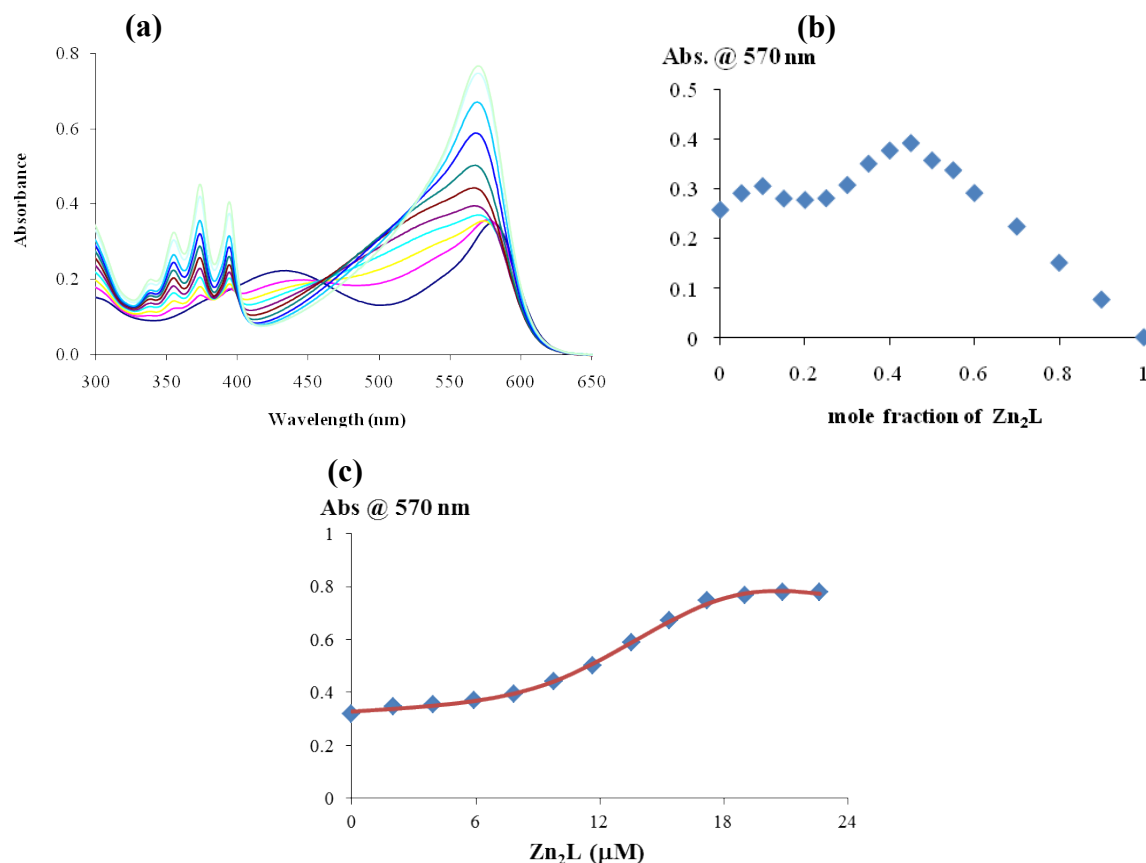 (a)
0.8
0.6
0.4
0.2
0.0
Absorbance
300 350 400 450 500 550 600 650
Wavelength (nm)
(b)
Abs. @ 570 nm
0.5
0.4
0.3
0.2
0.1
0
0 0.2 0.4 0.6 0.8 1
mole fraction of Zn₂L
(c)
Abs @ 570 nm
1
0.8
0.6
0.4
0.2
0
0 6 12 18 24
Zn₂L (μM)